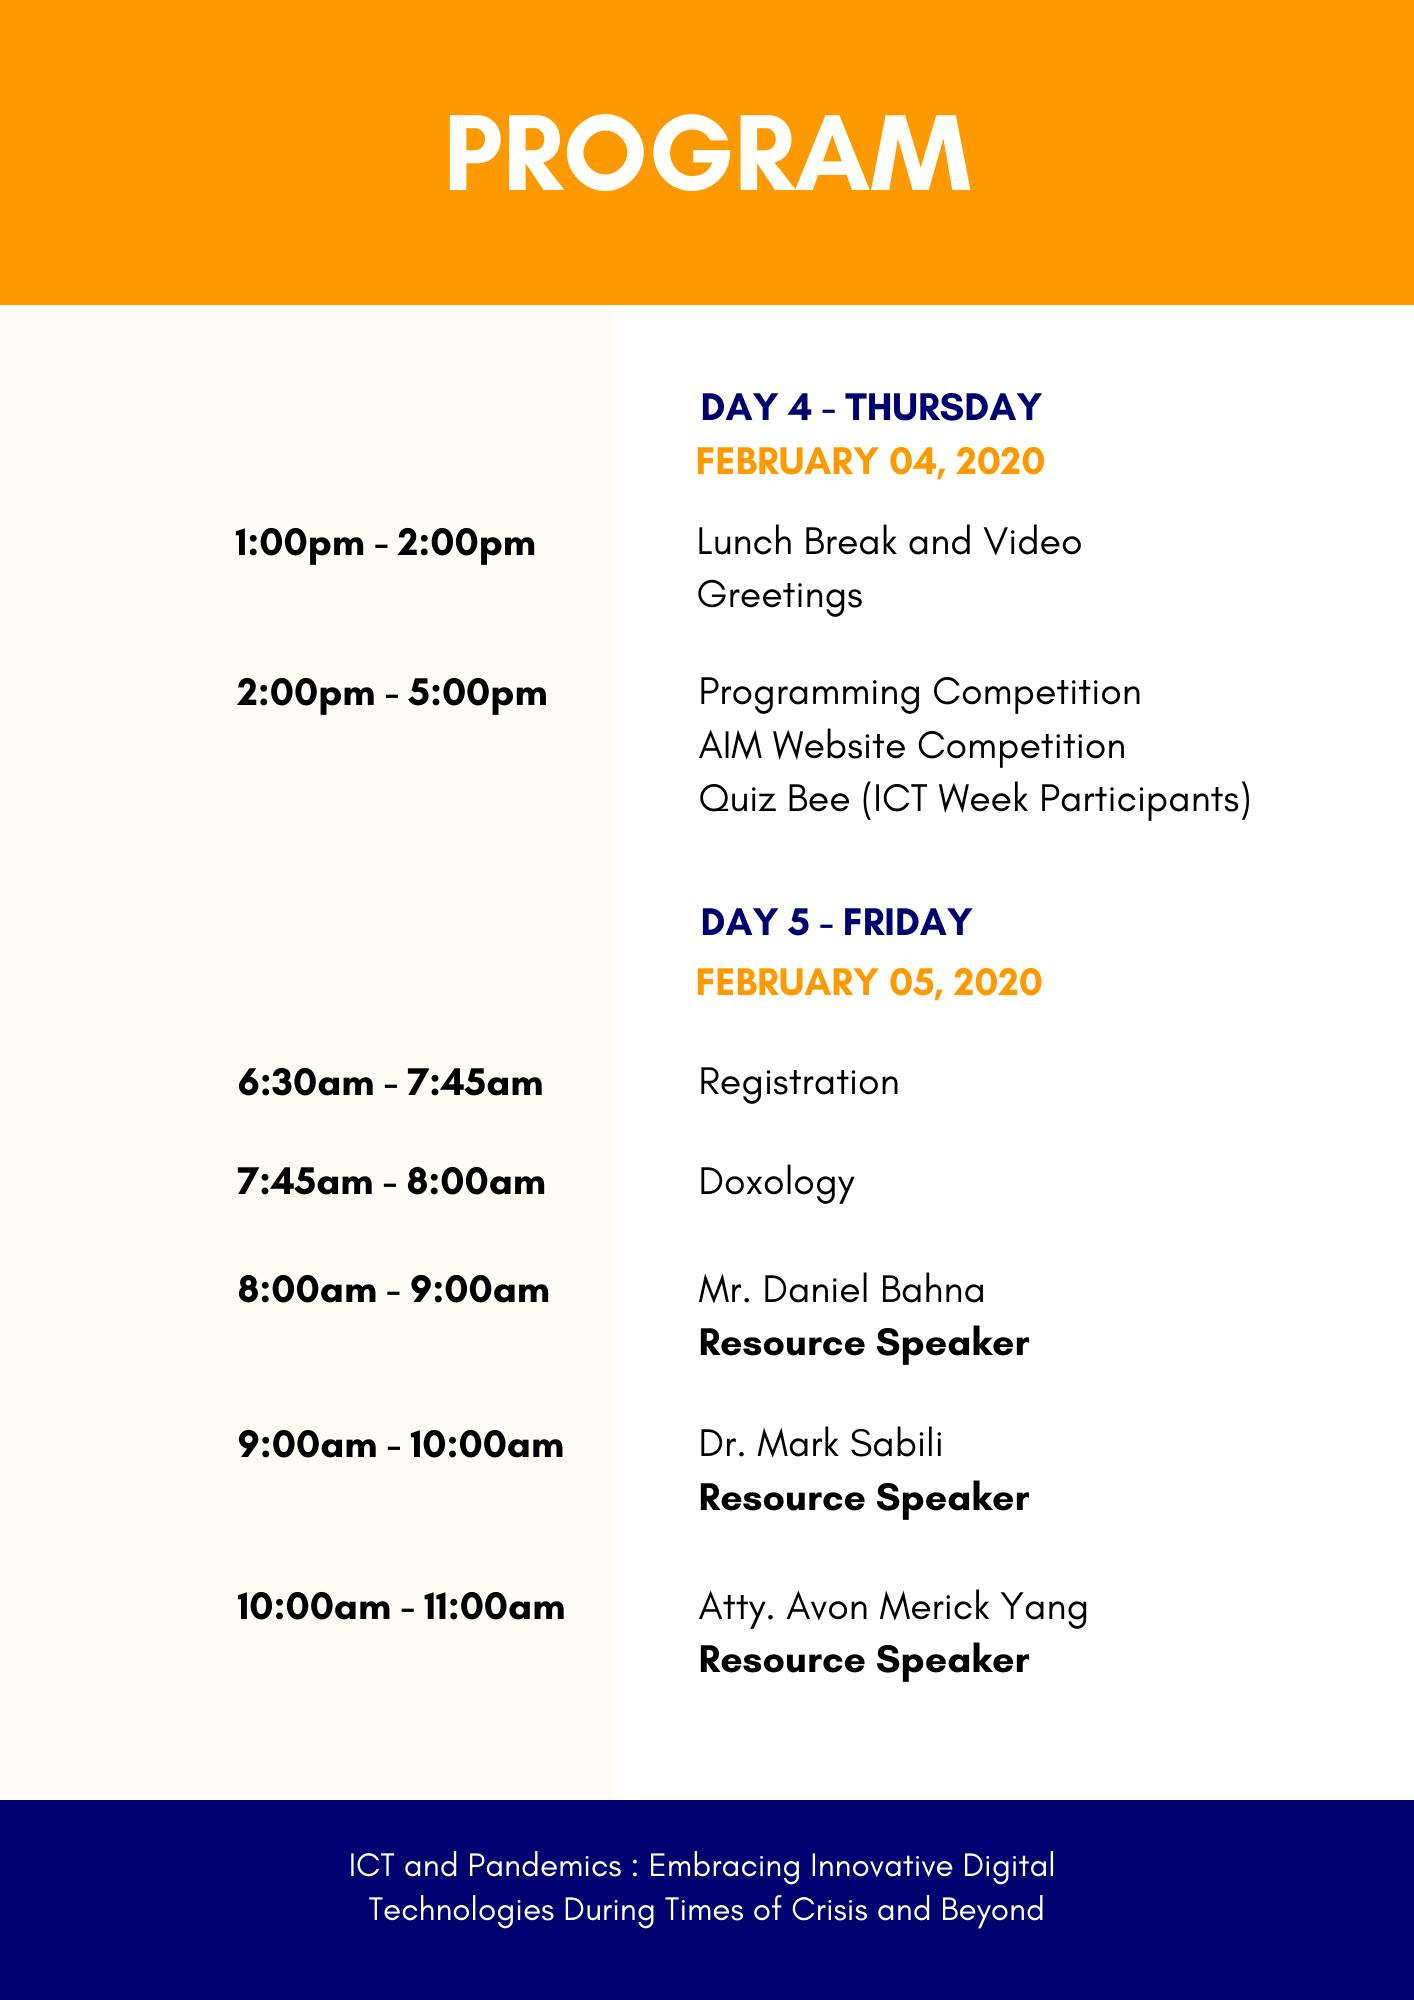 PROGRAM
DAY 4 - THURSDAY
FEBRUARY 04, 2020
1:00pm - 2:00pm
Lunch Break and Video
Greetings
2:00pm - 5:00pm
Programming Competition
AIM Website Competition
Quiz Bee (ICT Week Participants)
DAY 5 - FRIDAY
FEBRUARY 05, 2020
6:30am - 7:45am
Registration
7:45am - 8:00am
Doxology
8:00am - 9:00am
Mr. Daniel Bahna
Resource Speaker
9:00am - 10:00am
Dr. Mark Sabili
Resource Speaker
10:00am - 11:00am
Atty. Avon Merick Yang
Resource Speaker
ICT and Pandemics : Embracing Innovative Digital
Technologies During Times of Crisis and Beyond